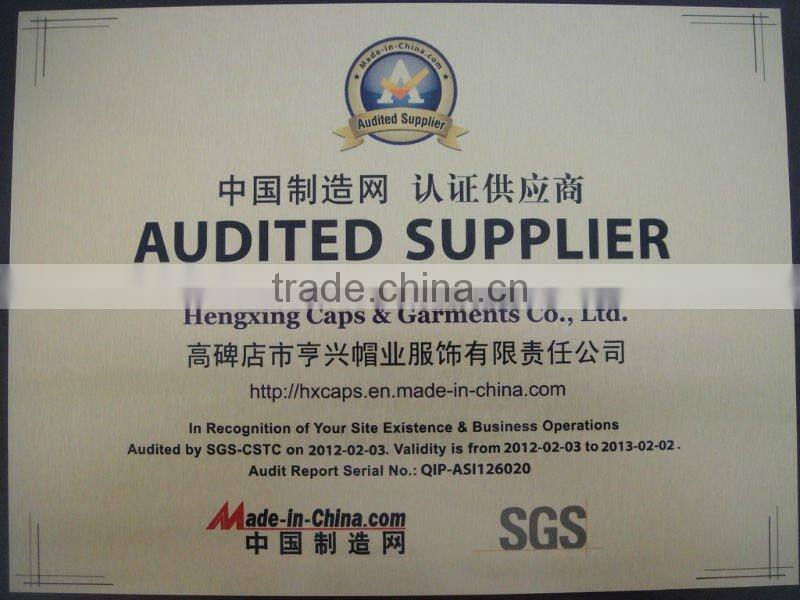 Made-in-China.com
A
Audited Supplier
中国制造网 认证供应商
AUDITED SUPPLIER
trade.china.cn
Hengxing Caps & Garments Co., Ltd.
高碑店市亨兴帽业服饰有限责任公司
http://hxcaps.en.made-in-china.com
In Recognition of Your Site Existence & Business Operations
Audited by SGS-CSTC on 2012-02-03. Validity is from 2012-02-03 to 2013-02-02.
Audit Report Serial No.: QIP-ASI126020
Made-in-China.com
中国制造网
SGS